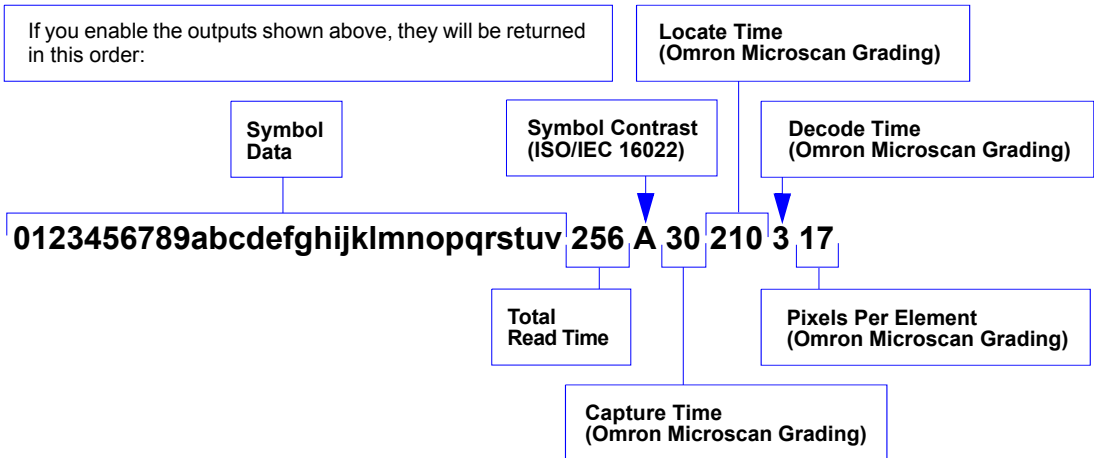 If you enable the outputs shown above, they will be returned
in this order:
Locate Time
(Omron Microscan Grading)
Symbol
Data
Symbol Contrast
(ISO/IEC 16022)
Decode Time
(Omron Microscan Grading)
0123456789abcdefghijklmnopqrstuv 256 A 30 210 3 17
Total
Read Time
Pixels Per Element
(Omron Microscan Grading)
Capture Time
(Omron Microscan Grading)